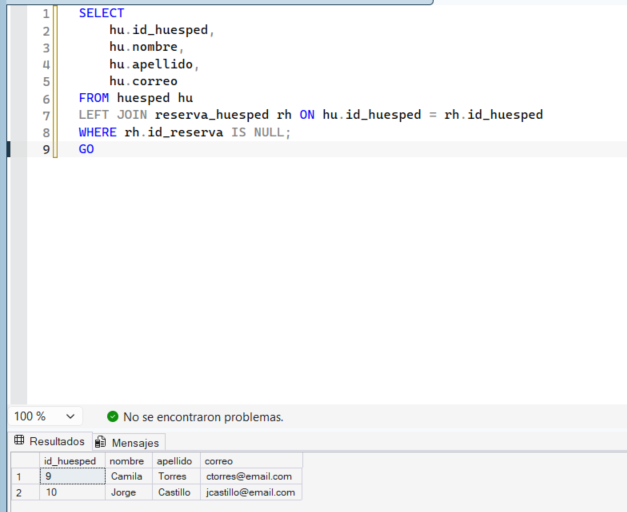 1 SELECT
2 hu.id_huesped,
3 hu.nombre,
4 hu.apellido,
5 hu.correo
6 FROM huesped hu
7 LEFT JOIN reserva_huesped rh ON hu.id_huesped = rh.id_huesped
8 WHERE rh.id_reserva IS NULL;
9 GO
100 % No se encontraron problemas.
Resultados Mensajes
id_huesped nombre apellido correo
1 9 Camila Torres ctorres@email.com
2 10 Jorge Castillo jcastillo@email.com